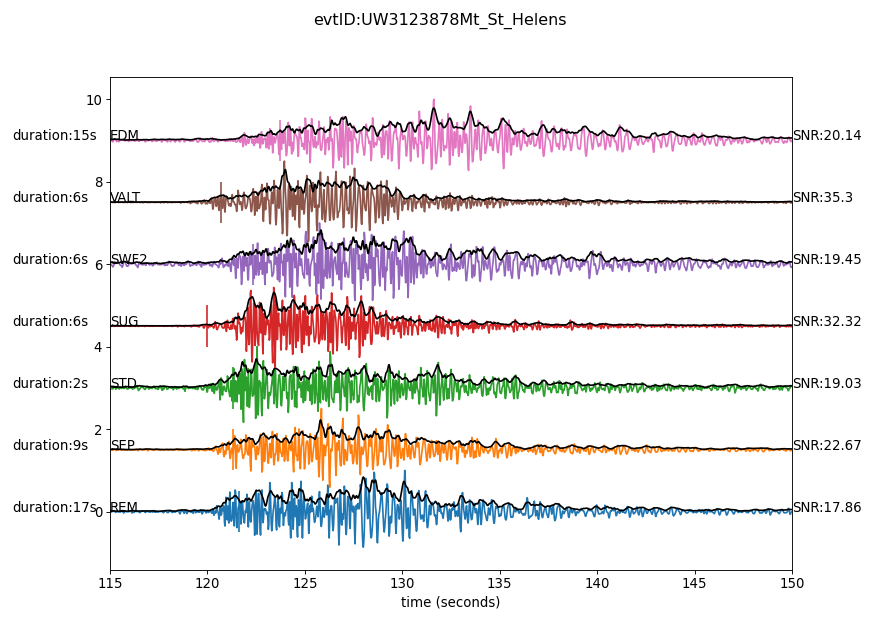 evtID:UW3123878Mt_St_Helens
10
duration:15s EDM SNR:20.14
8
duration:6s VALT SNR:35.3
duration:6s SWF2 SNR:19.45
6
duration:6s SUG SNR:32.32
4
duration:2s STD SNR:19.03
2
duration:9s SEP SNR:22.67
duration:17s REM SNR:17.86
0
115 120 125 130 135 140 145 150
time (seconds)